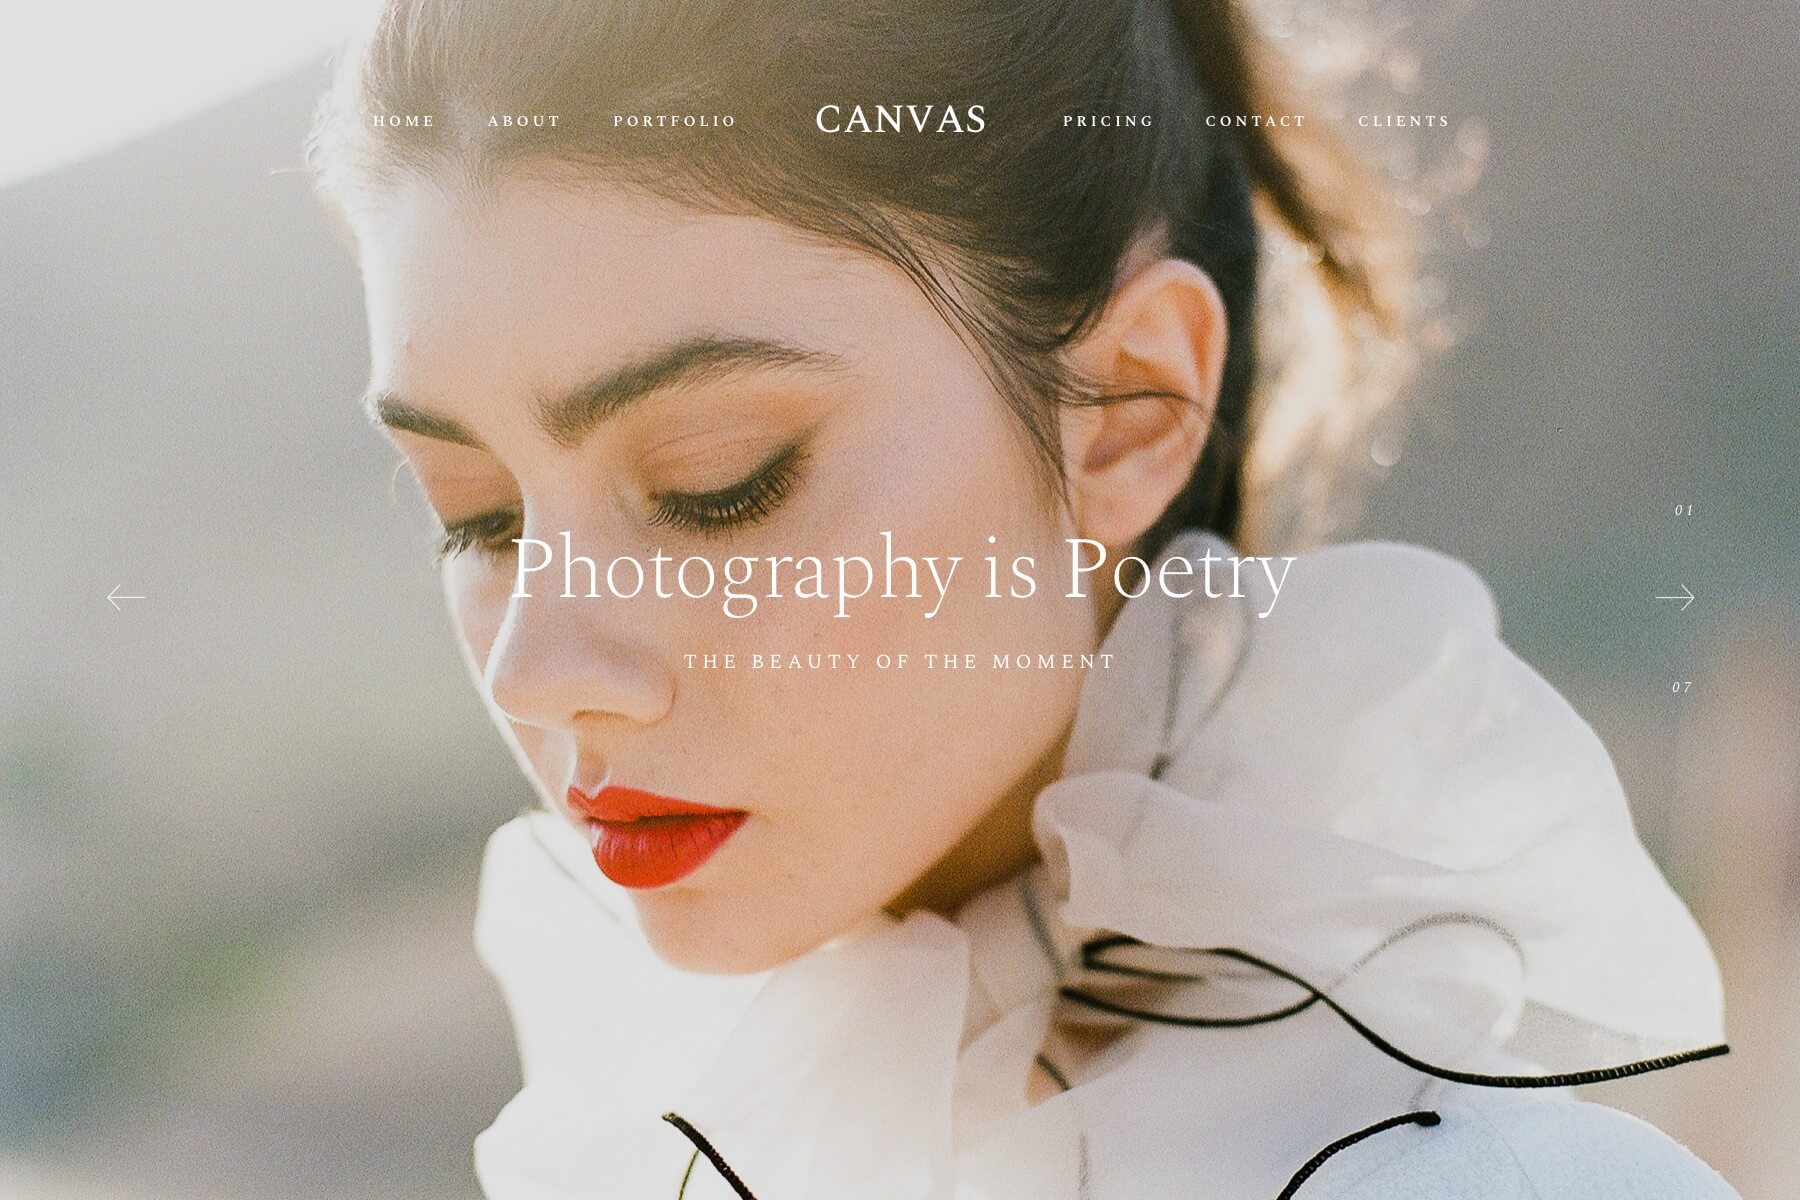 HOME ABOUT PORTFOLIO CANVAS PRICING CONTACT CLIENTS
01
Photography is Poetry
THE BEAUTY OF THE MOMENT
07